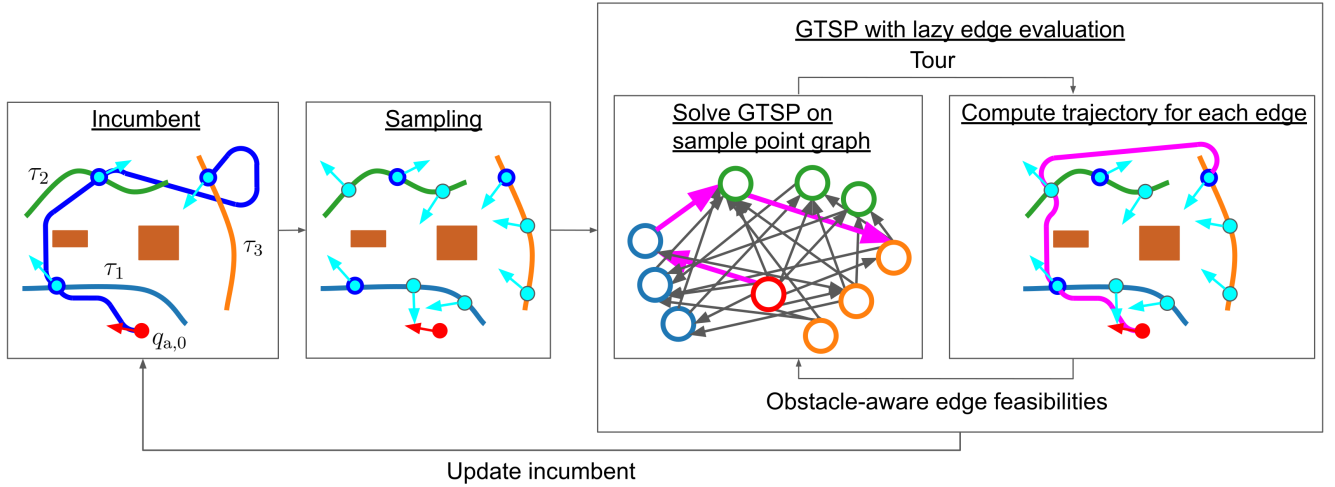 GTSP with lazy edge evaluation
Tour
Incumbent
Sampling
Solve GTSP on
sample point graph
Compute trajectory for each edge
τ₂
τ₃
τ₁
qₐ,₀
Obstacle-aware edge feasibilities
Update incumbent